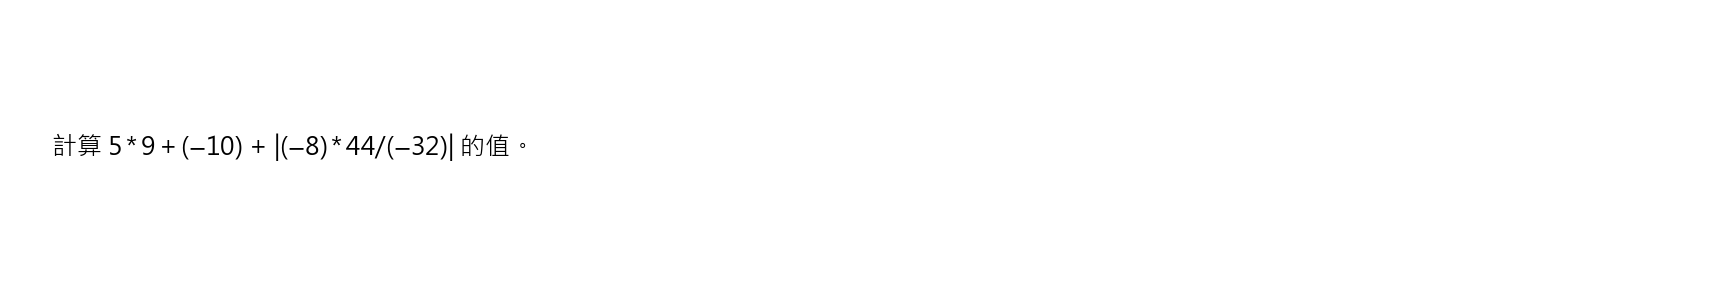 計算 5*9+(–10) + |(–8)*44/(–32)| 的值。